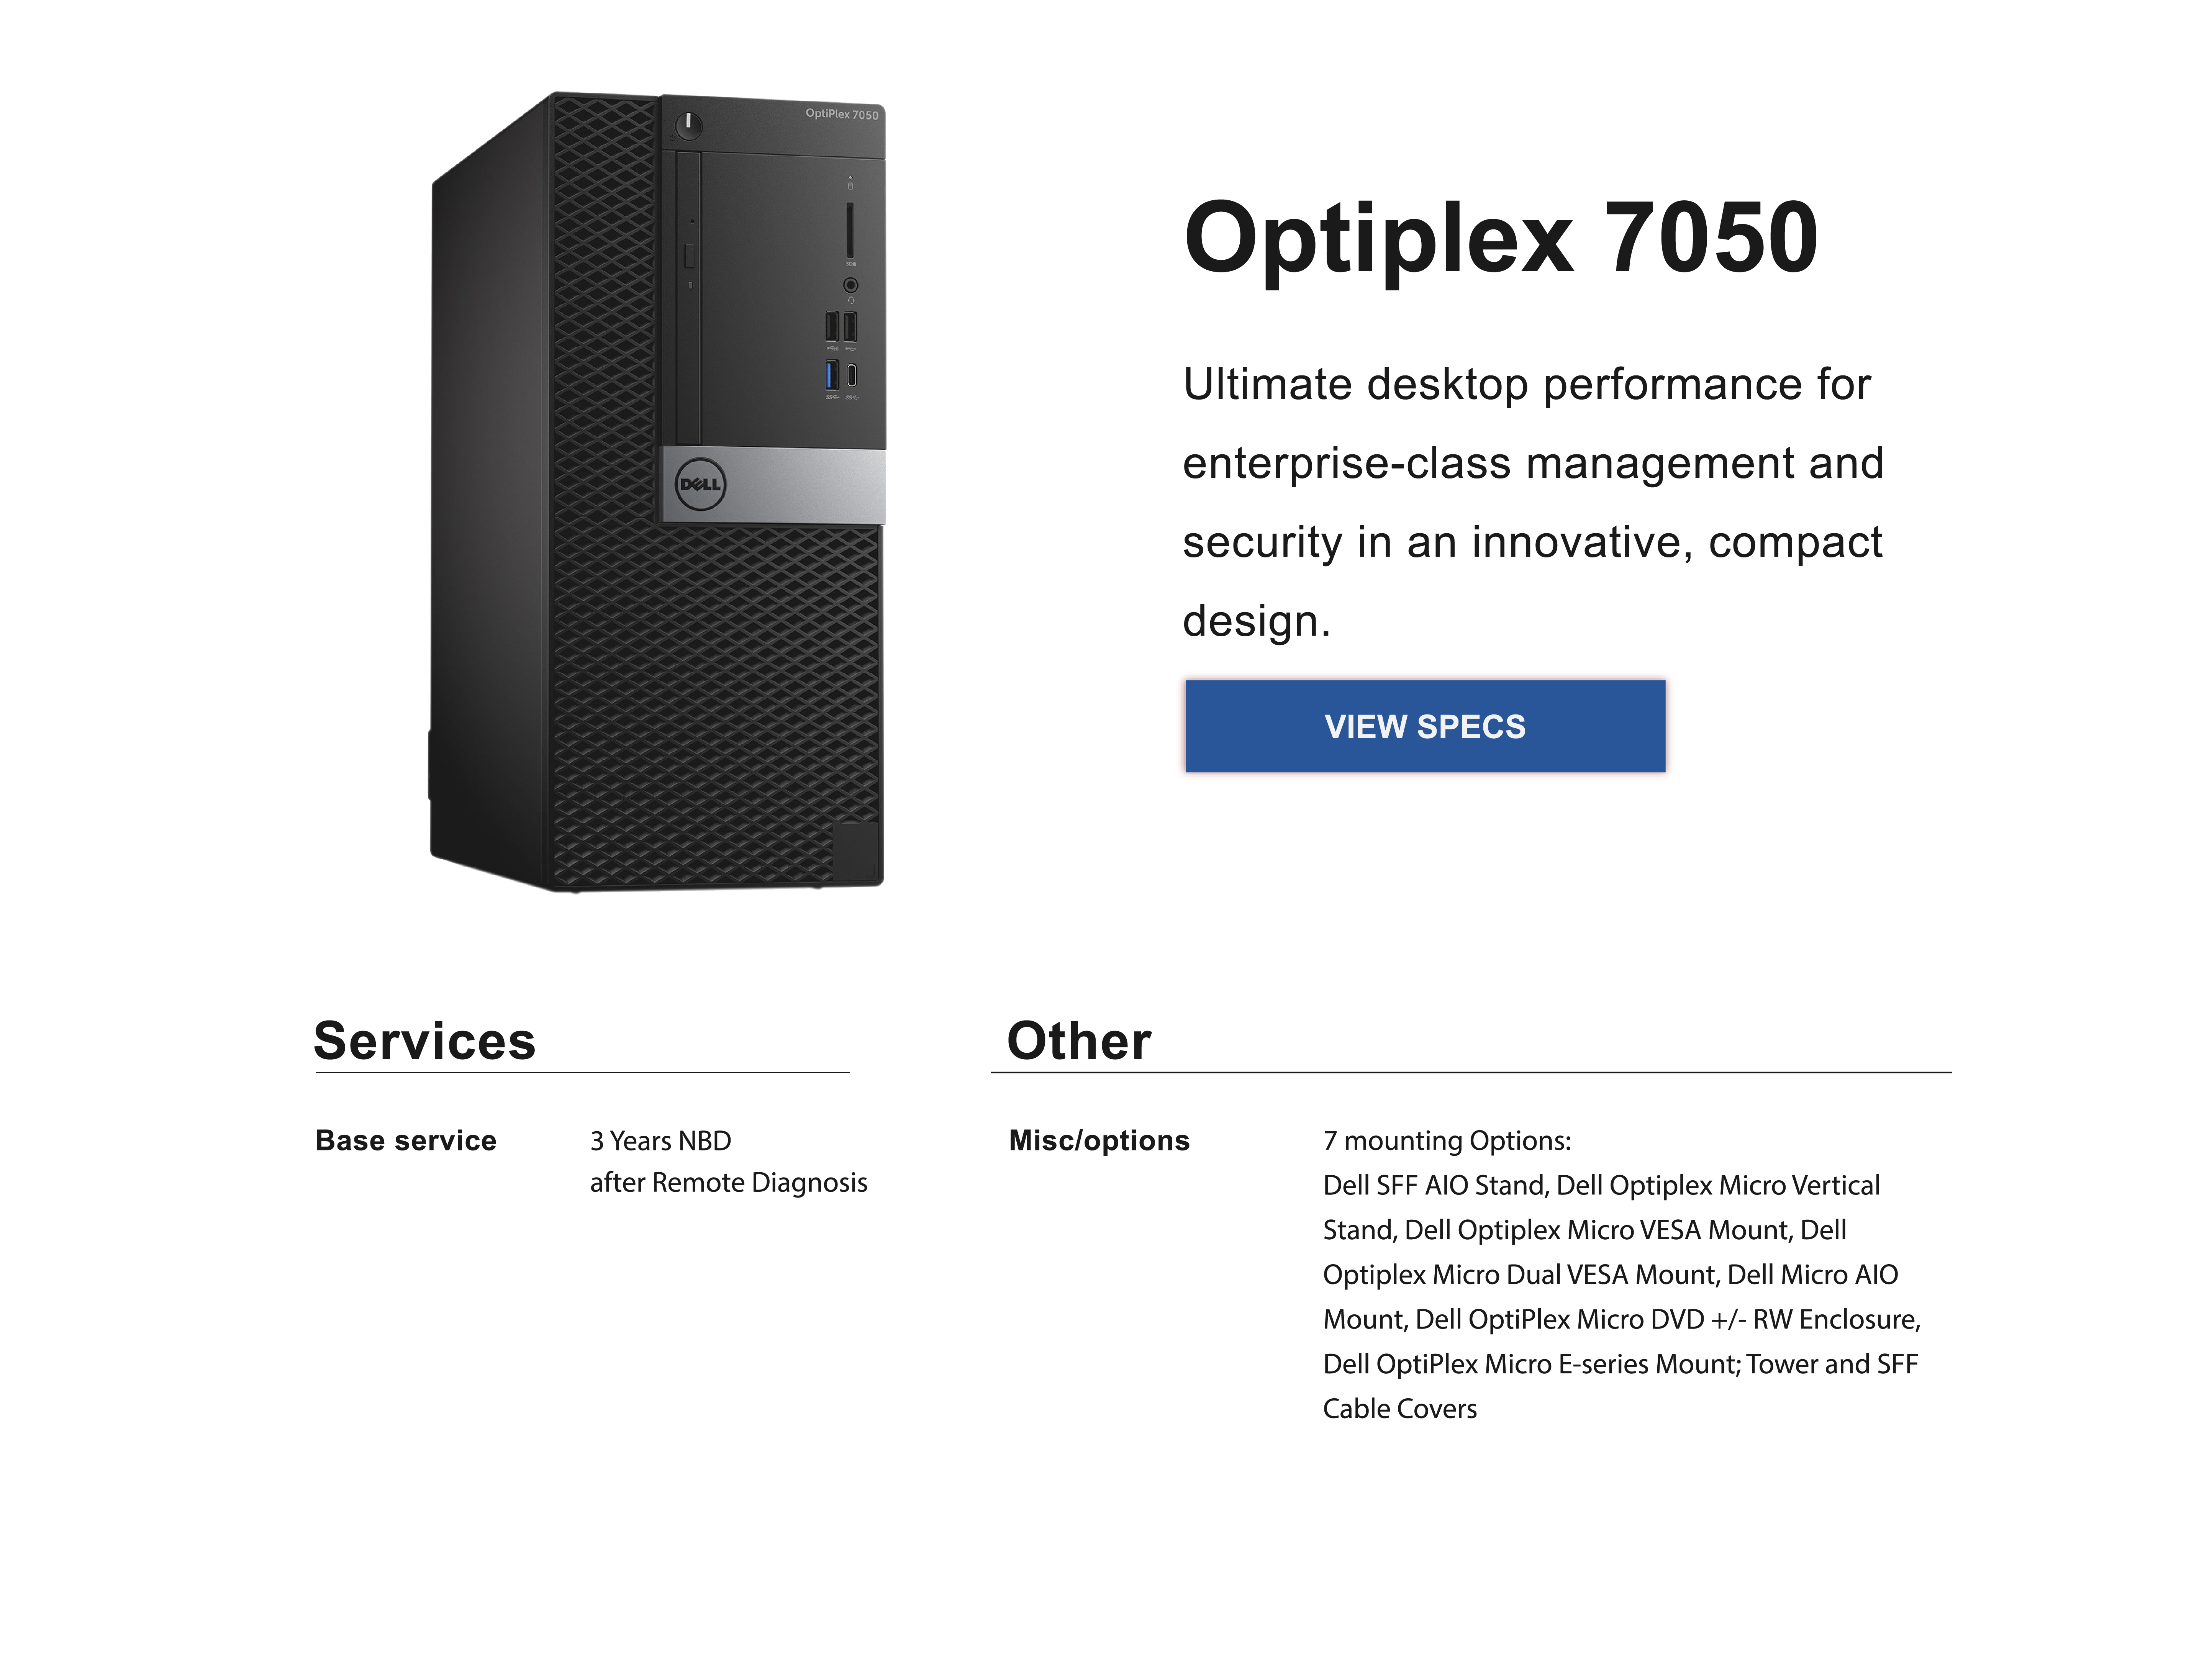 OptiPlex 7050
DELL
Optiplex 7050
Ultimate desktop performance for
enterprise-class management and
security in an innovative, compact
design.
VIEW SPECS
Services
Base service
3 Years NBD
after Remote Diagnosis
Other
Misc/options
7 mounting Options:
Dell SFF AIO Stand, Dell Optiplex Micro Vertical
Stand, Dell Optiplex Micro VESA Mount, Dell
Optiplex Micro Dual VESA Mount, Dell Micro AIO
Mount, Dell OptiPlex Micro DVD +/- RW Enclosure,
Dell OptiPlex Micro E-series Mount; Tower and SFF
Cable Covers